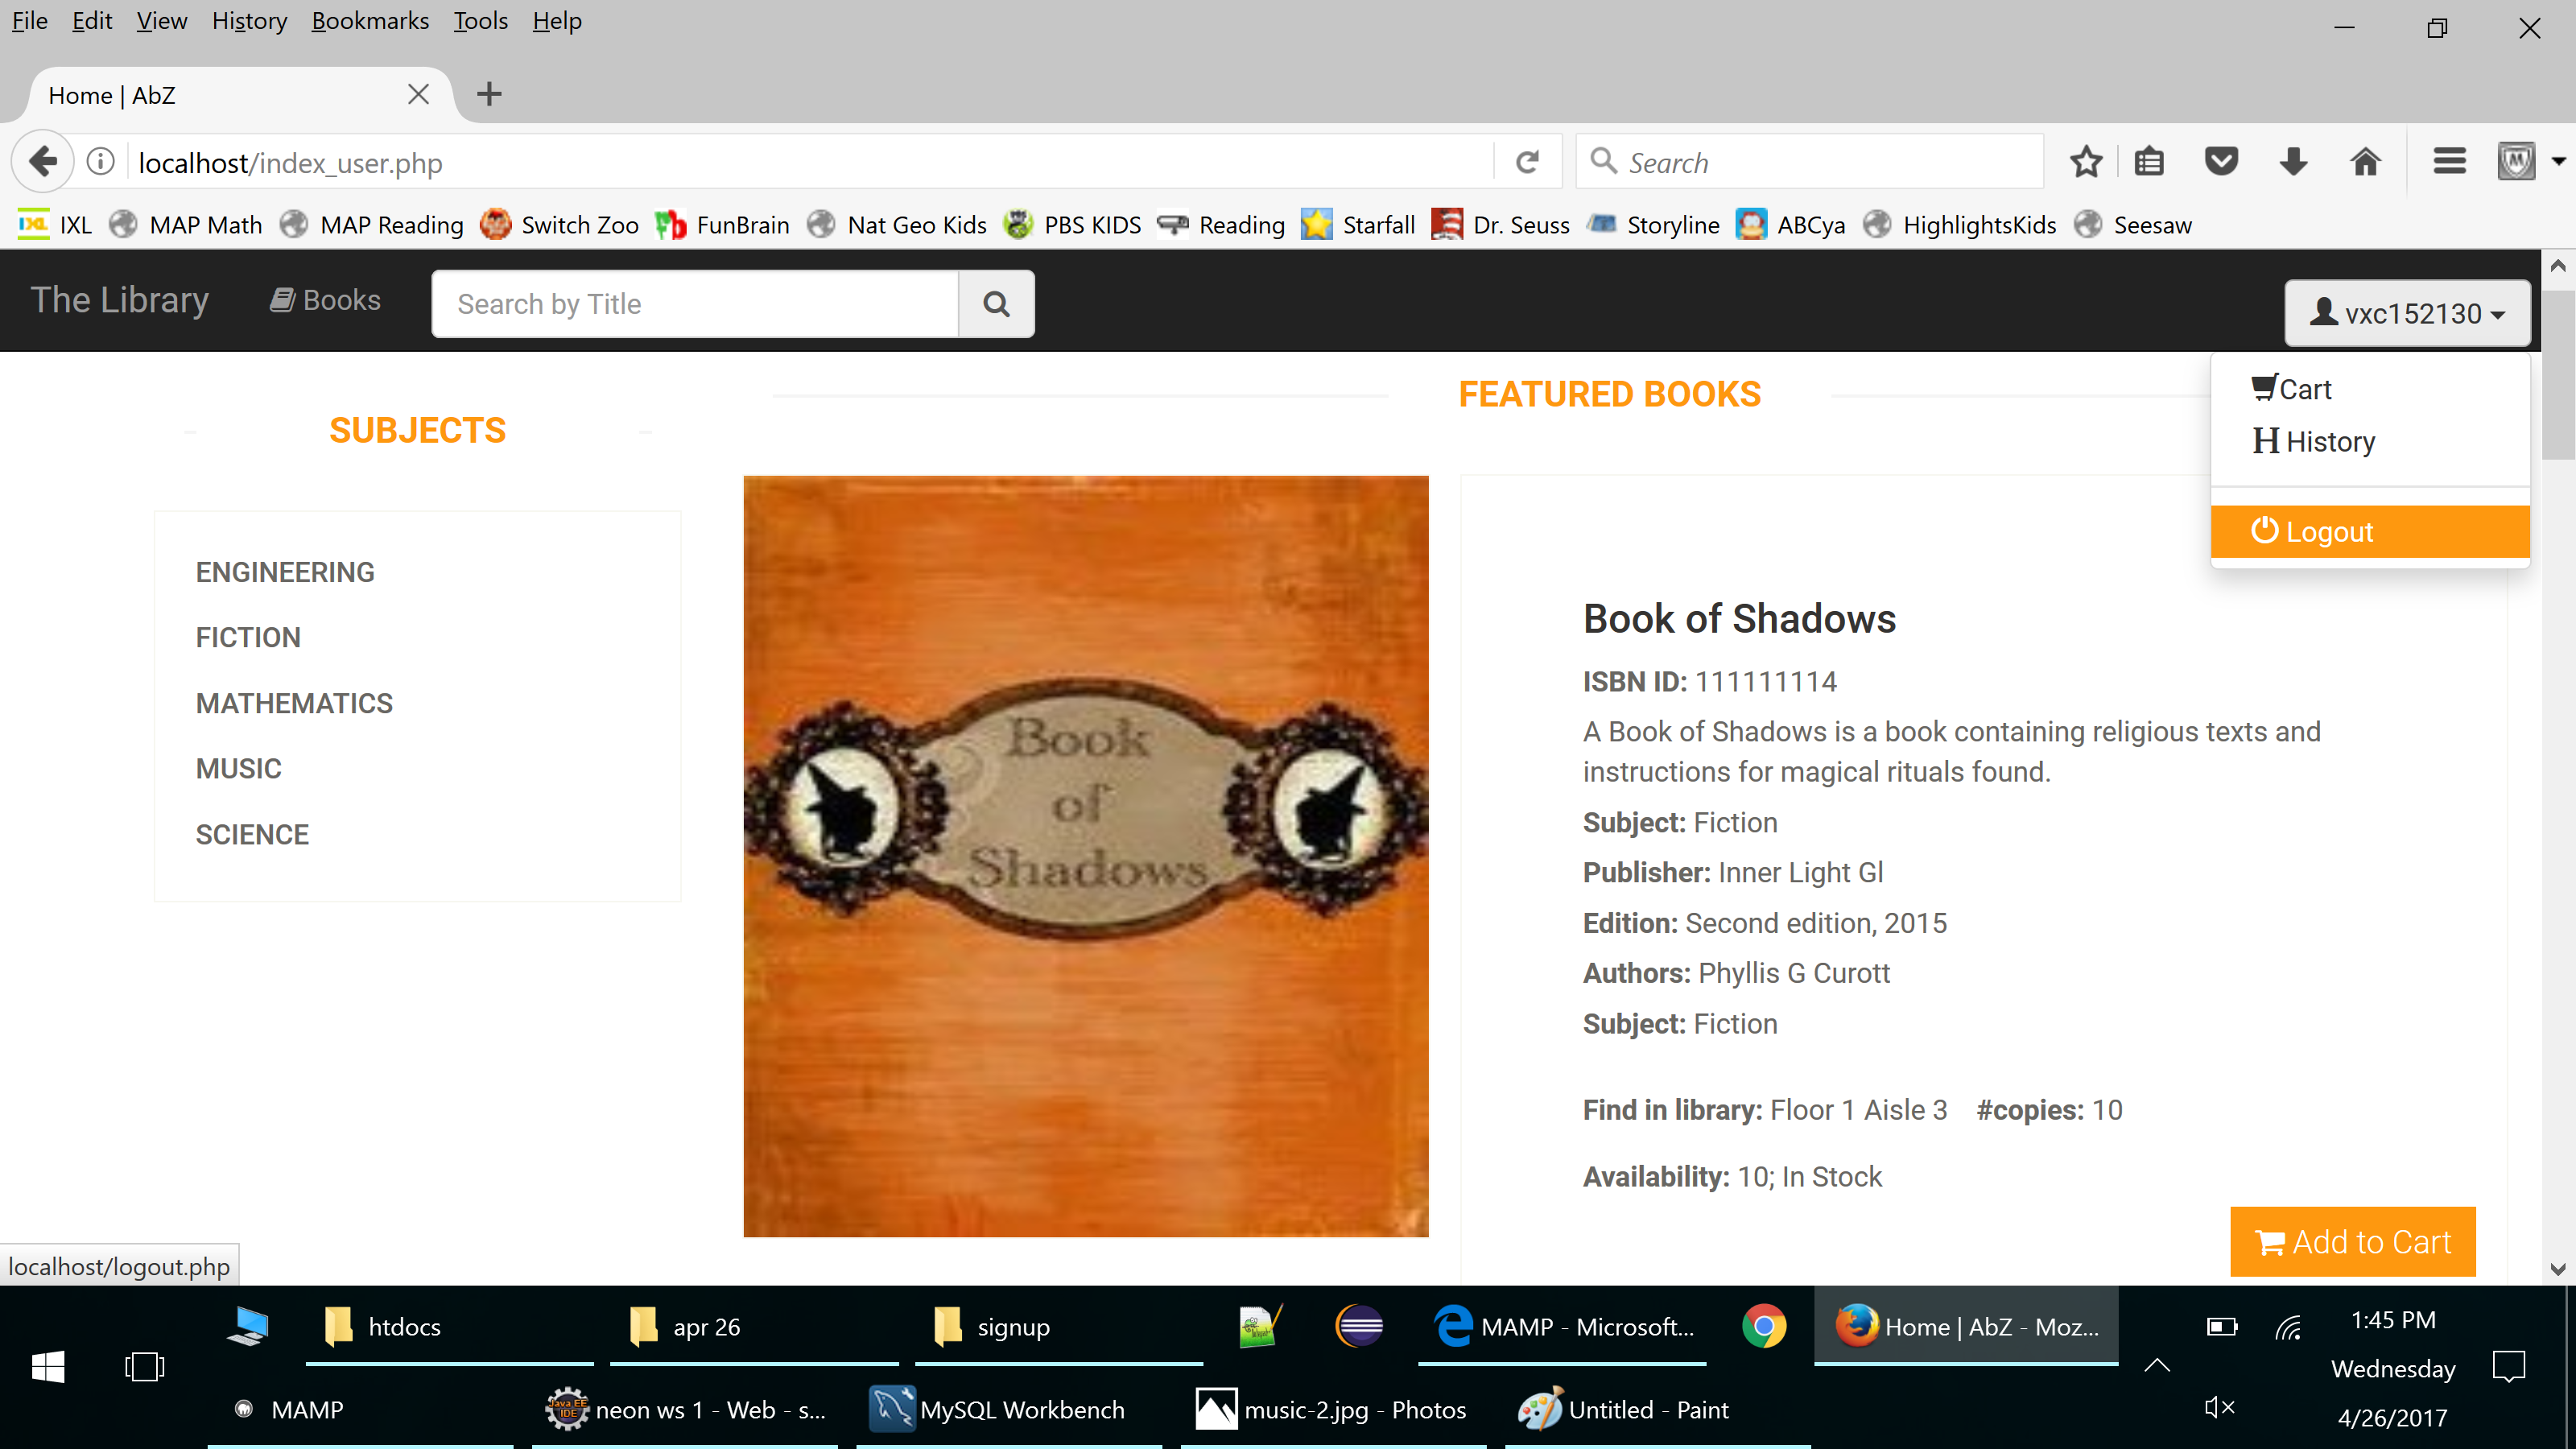 File Edit View History Bookmarks Tools Help
Home | AbZ
localhost/index_user.php
Search
IXL MAP Math MAP Reading Switch Zoo FunBrain Nat Geo Kids PBS KIDS Reading Starfall Dr. Seuss Storyline ABCya HighlightsKids Seesaw
The Library Books Search by Title vxc152130
Cart
H History
Logout
SUBJECTS
ENGINEERING
FICTION
MATHEMATICS
MUSIC
SCIENCE
FEATURED BOOKS
Book
of
Shadows
Book of Shadows
ISBN ID: 111111114
A Book of Shadows is a book containing religious texts and
instructions for magical rituals found.
Subject: Fiction
Publisher: Inner Light Gl
Edition: Second edition, 2015
Authors: Phyllis G Curott
Subject: Fiction
Find in library: Floor 1 Aisle 3 #copies: 10
Availability: 10; In Stock
Add to Cart
localhost/logout.php
htdocs apr 26 signup MAMP - Microsoft... Home | AbZ - Moz...
MAMP neon ws 1 - Web - s... MySQL Workbench music-2.jpg - Photos Untitled - Paint
1:45 PM
Wednesday
4/26/2017